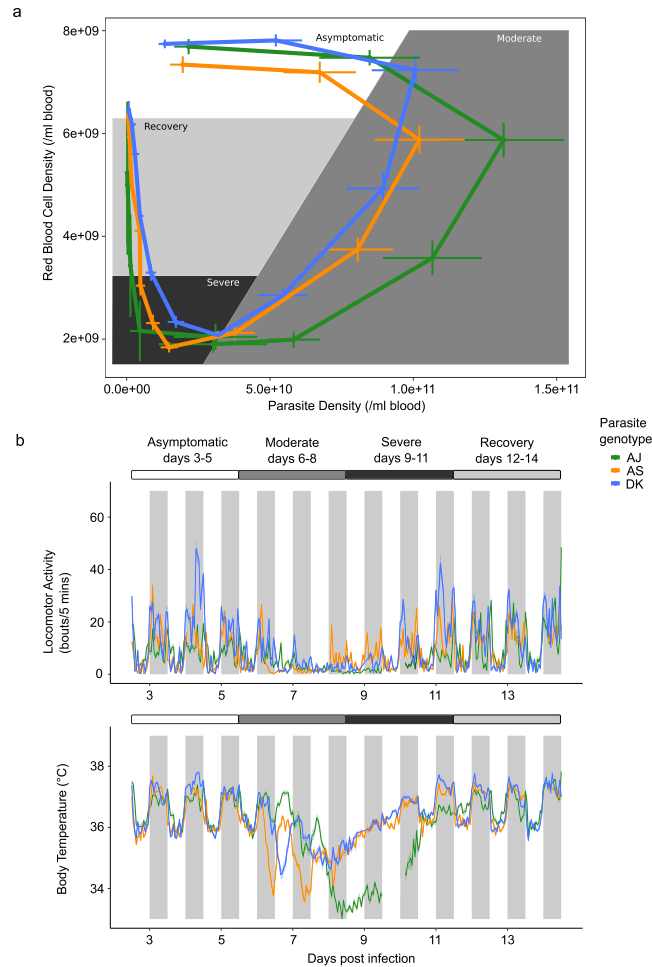 a
8e+09
6e+09
4e+09
2e+09
Red Blood Cell Density (/ml blood)
Asymptomatic
Moderate
Recovery
Severe
0.0e+00
5.0e+10
1.0e+11
1.5e+11
Parasite Density (/ml blood)
b
Asymptomatic
days 3-5
Moderate
days 6-8
Severe
days 9-11
Recovery
days 12-14
Parasite
genotype
AJ
AS
DK
60
40
20
0
Locomotor Activity
(bouts/5 mins)
3
5
7
9
11
13
38
36
34
Body Temperature (°C)
3
5
7
9
11
13
Days post infection